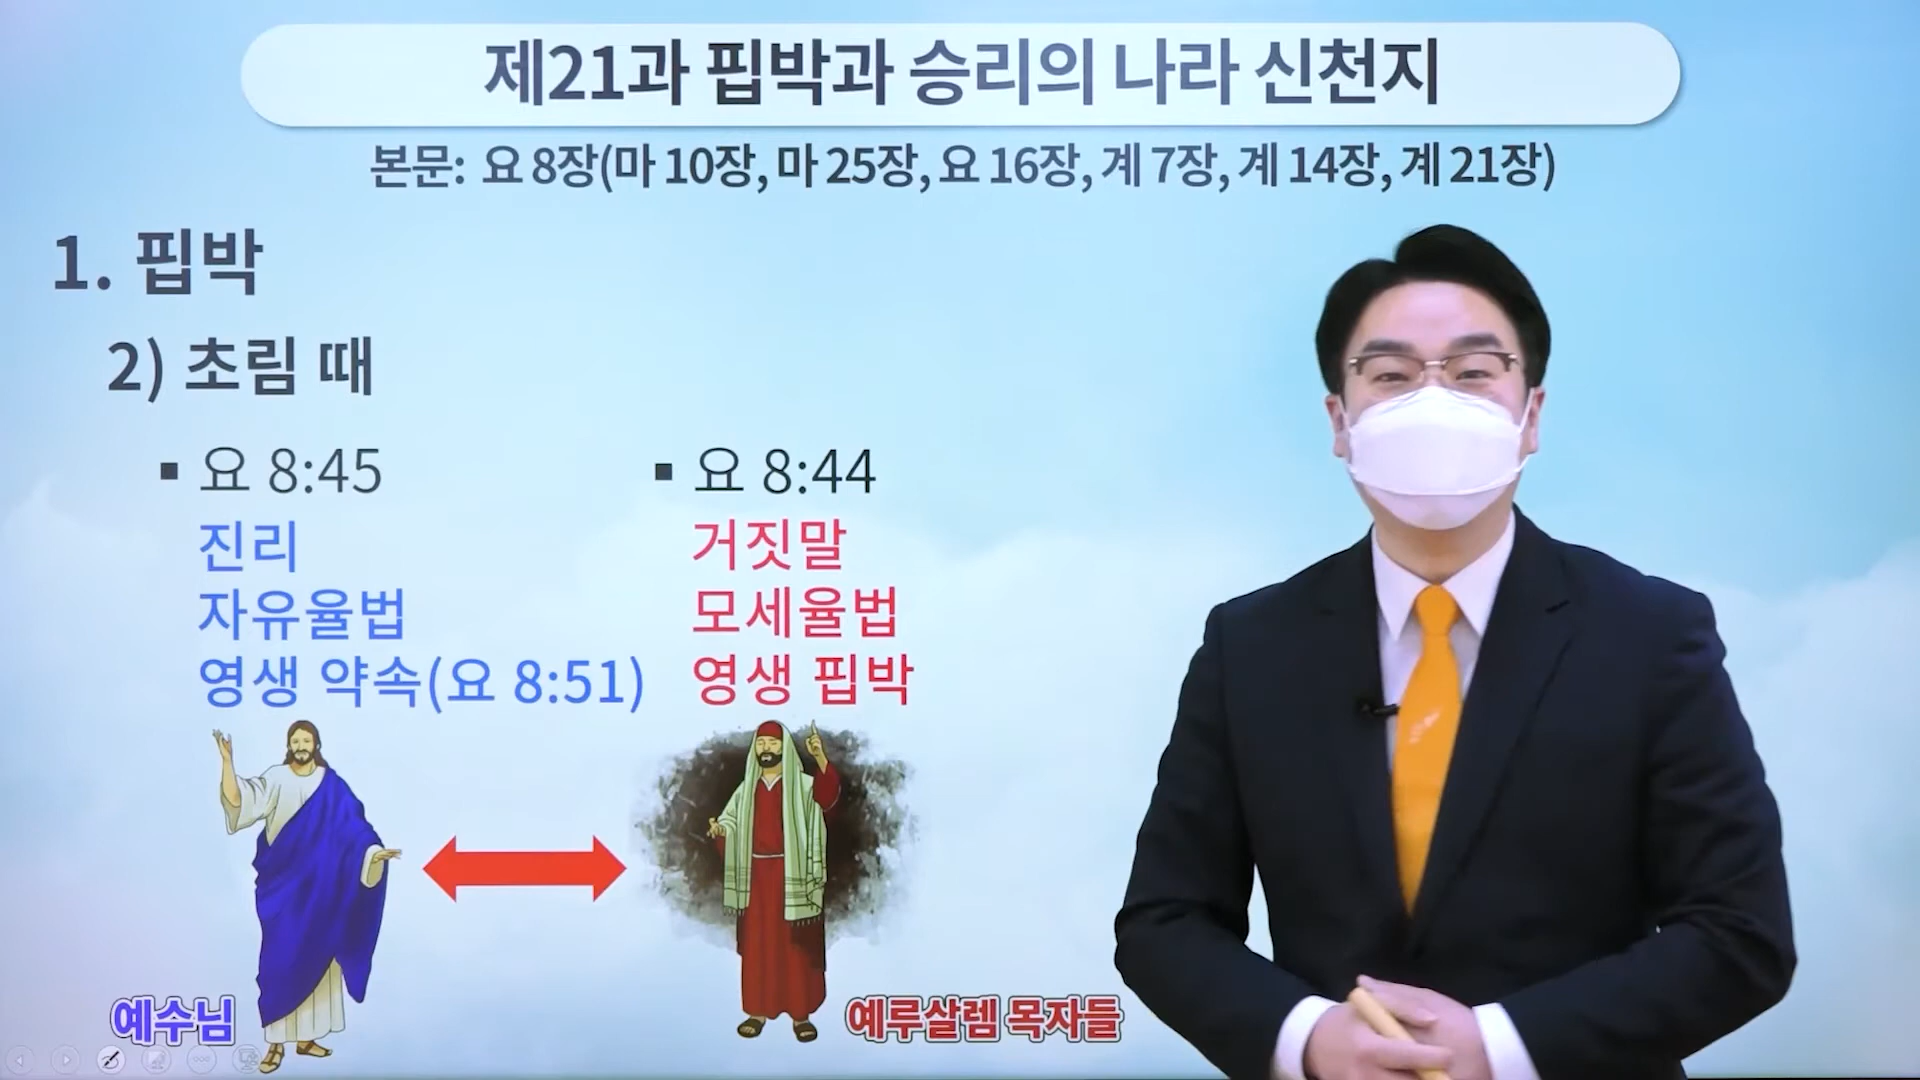 제21과 핍박과 승리의 나라 신천지
본문: 요 8장(마 10장, 마 25장, 요 16장, 계 7장, 계 14장, 계 21장)
1. 핍박
2) 초림 때
▪ 요 8:45
진리
자유율법
영생 약속(요 8:51)
▪ 요 8:44
거짓말
모세율법
영생 핍박
예수님
예루살렘 목자들